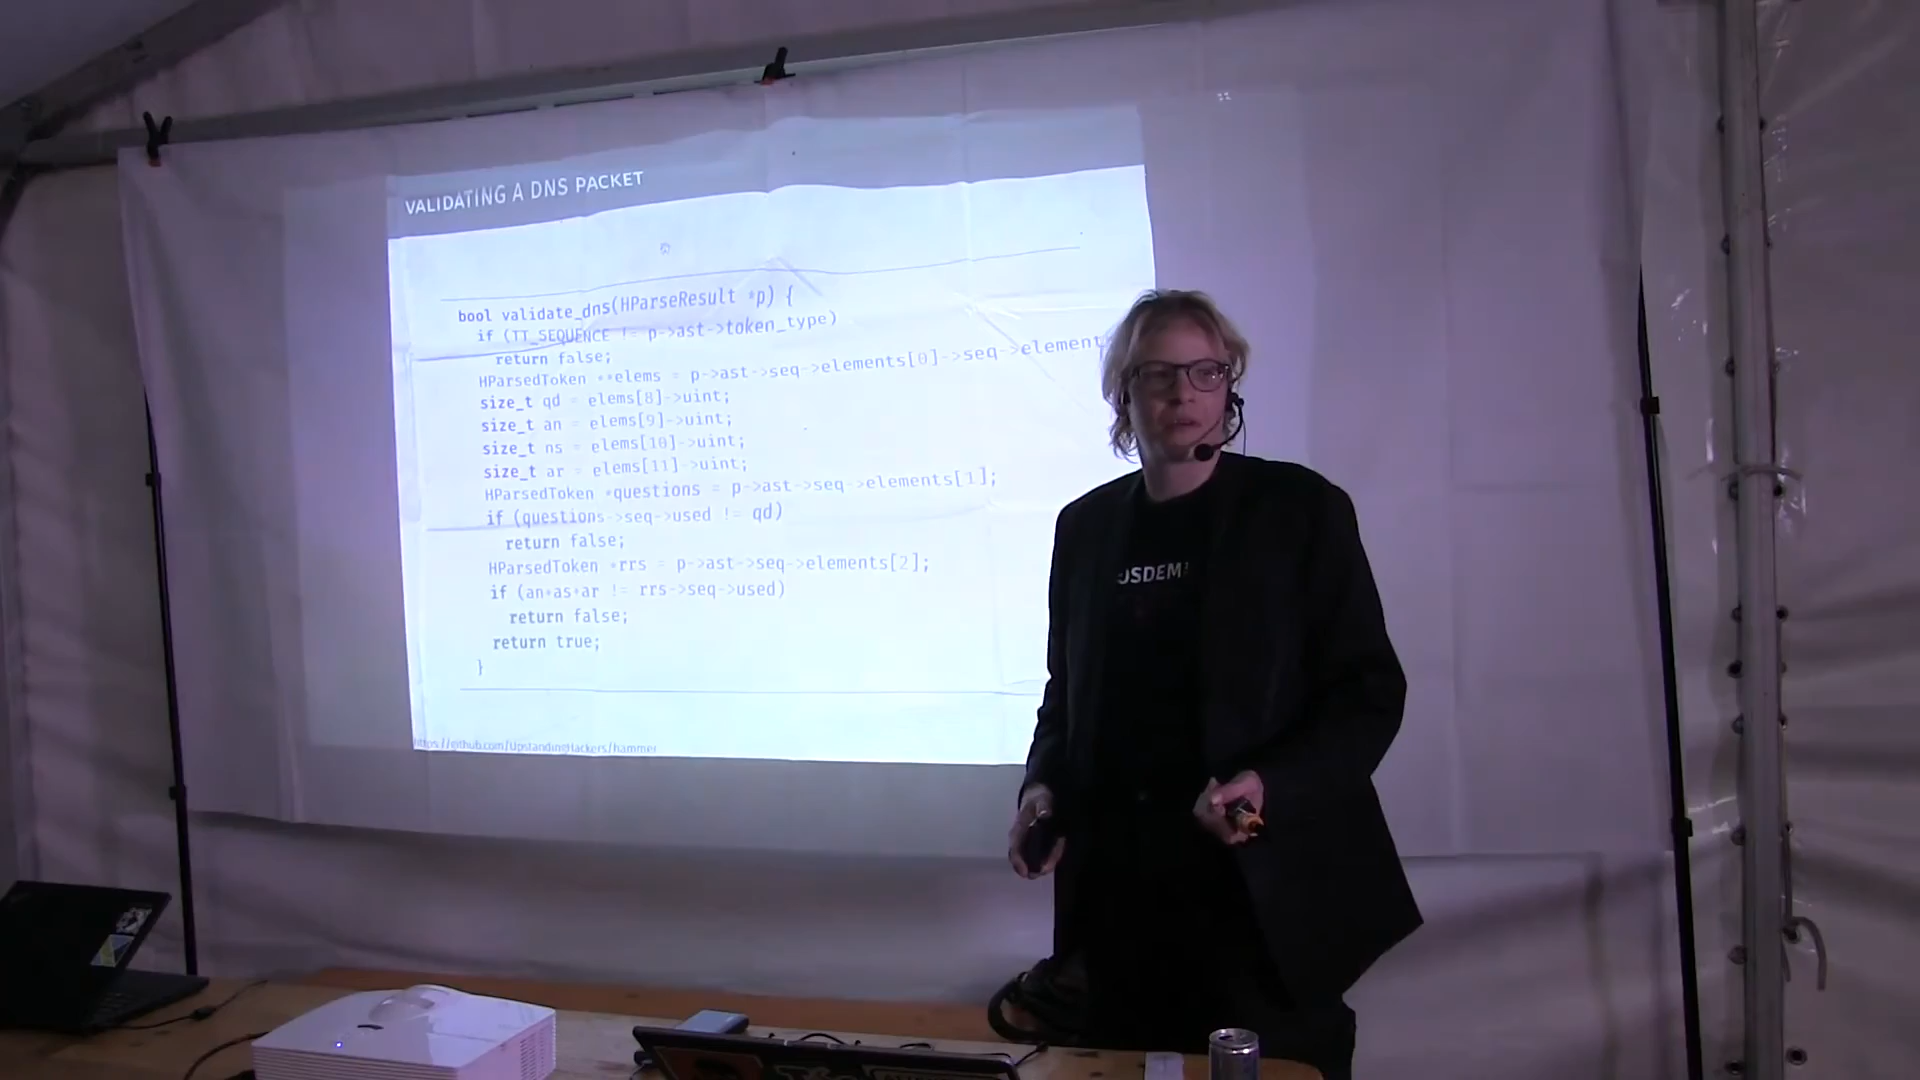 VALIDATING A DNS PACKET
bool validate_dns(HParseResult *p) {
if (TT_SEQUENCE != p->ast->token_type)
return false;
HParsedToken **elems = p->ast->seq->elements[0]->seq->element
size_t qd = elems[8]->uint;
size_t an = elems[9]->uint;
size_t ns = elems[10]->uint;
size_t ar = elems[11]->uint;
HParsedToken *questions = p->ast->seq->elements[1];
if (questions->seq->used != qd)
return false;
HParsedToken *rrs = p->ast->seq->elements[2];
if (an+as+ar != rrs->seq->used)
return false;
return true;
}
https://github.com/UpstandingHackers/hammer
OSDEM